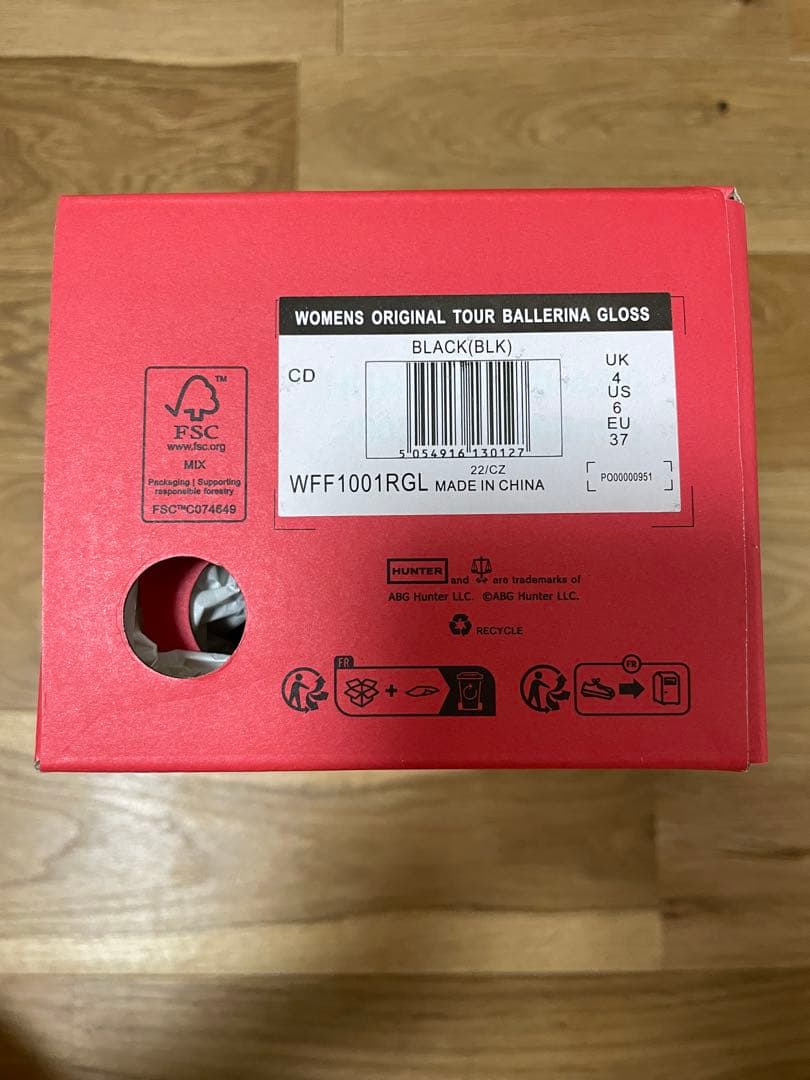 WOMENS ORIGINAL TOUR BALLERINA GLOSS
BLACK(BLK)
CD
5 054916 130127
UK
4
US
6
EU
37
22/CZ
WFF1001RGL MADE IN CHINA
PO00000951
FSC™
www.fsc.org
MIX
Packaging | Supporting
responsible forestry
FSC™C074649
HUNTER and are trademarks of
ABG Hunter LLC. ©ABG Hunter LLC.
RECYCLE
FR
+
FR